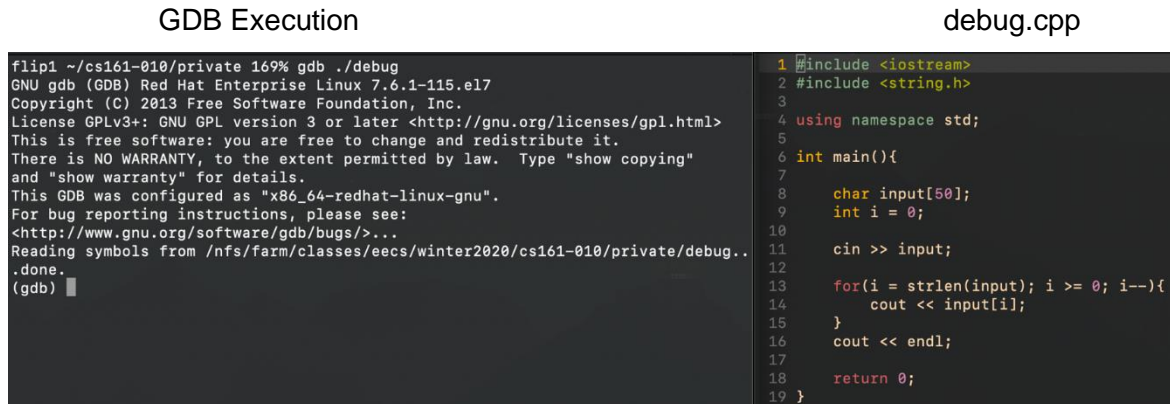 GDB Execution
debug.cpp
flip1 ~/cs161-010/private 169% gdb ./debug
GNU gdb (GDB) Red Hat Enterprise Linux 7.6.1-115.el7
Copyright (C) 2013 Free Software Foundation, Inc.
License GPLv3+: GNU GPL version 3 or later <http://gnu.org/licenses/gpl.html>
This is free software: you are free to change and redistribute it.
There is NO WARRANTY, to the extent permitted by law.  Type "show copying"
and "show warranty" for details.
This GDB was configured as "x86_64-redhat-linux-gnu".
For bug reporting instructions, please see:
<http://www.gnu.org/software/gdb/bugs/>...
Reading symbols from /nfs/farm/classes/eecs/winter2020/cs161-010/private/debug..
.done.
(gdb)
1 #include <iostream>
2 #include <string.h>
3
4 using namespace std;
5
6 int main(){
7
8     char input[50];
9     int i = 0;
10
11     cin >> input;
12
13     for(i = strlen(input); i >= 0; i--){
14         cout << input[i];
15     }
16     cout << endl;
17
18     return 0;
19 }